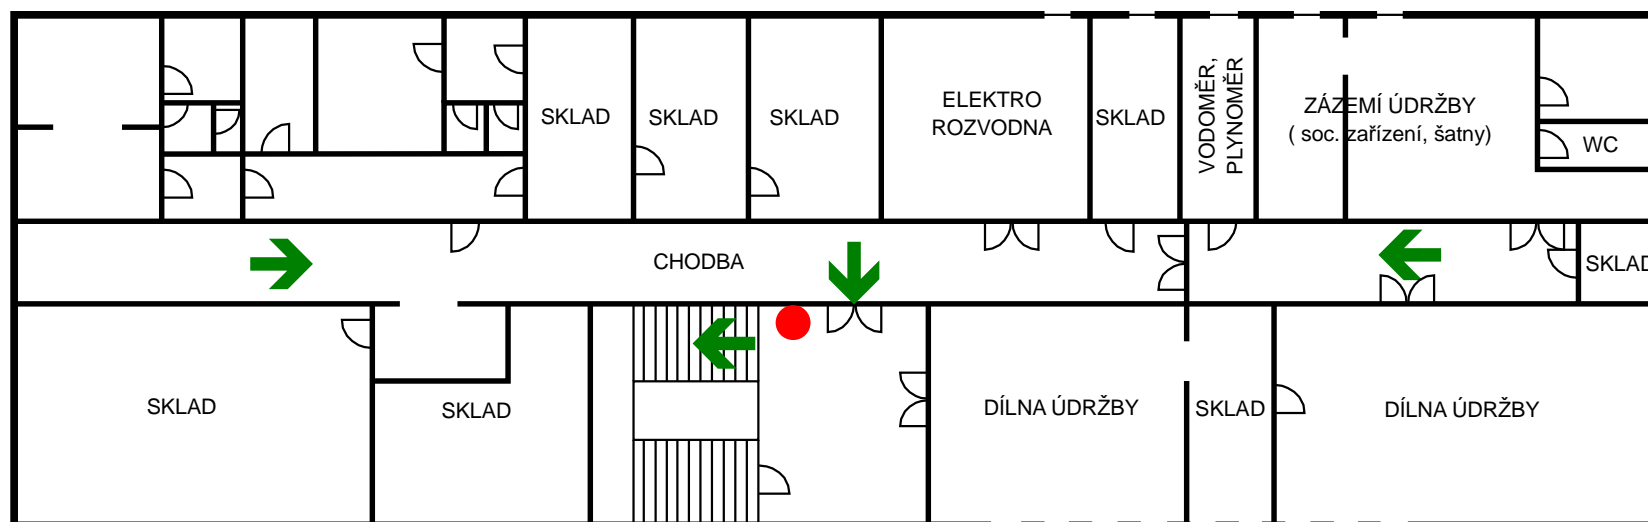 SKLAD
SKLAD
SKLAD
ELEKTRO
ROZVODNA
SKLAD
VODOMĚR,
PLYNOMĚR
ZÁZEMÍ ÚDRŽBY
( soc. zařízení, šatny)
WC
CHODBA
SKLAD
SKLAD
SKLAD
DÍLNA ÚDRŽBY
SKLAD
DÍLNA ÚDRŽBY